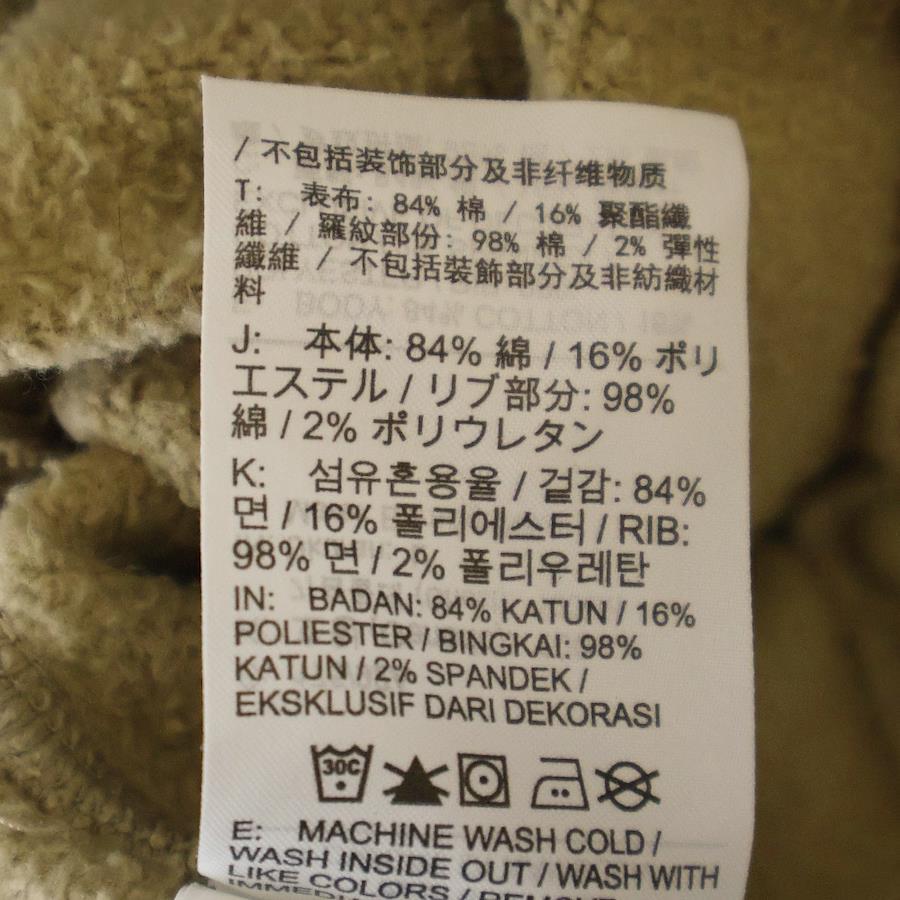 / 不包括装饰部分及非纤维物质
T: 表布: 84% 棉 / 16% 聚酯纖
維 / 羅紋部份: 98% 棉 / 2% 彈性
纖維 / 不包括裝飾部分及非紡織材
料
J: 本体: 84% 綿 / 16% ポリ
エステル / リブ部分: 98%
綿 / 2% ポリウレタン
K: 섬유혼용율 / 겉감: 84%
면 / 16% 폴리에스터 / RIB:
98% 면 / 2% 폴리우레탄
IN: BADAN: 84% KATUN / 16%
POLIESTER / BINGKAI: 98%
KATUN / 2% SPANDEK /
EKSKLUSIF DARI DEKORASI
30C
E: MACHINE WASH COLD /
WASH INSIDE OUT / WASH WITH
LIKE COLORS / REMOVE